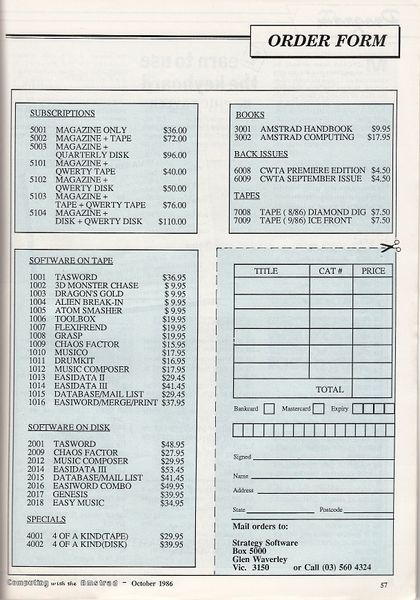 ORDER FORM
SUBSCRIPTIONS
5001 MAGAZINE ONLY $36.00
5002 MAGAZINE + TAPE $72.00
5003 MAGAZINE +
QUARTERLY DISK $96.00
5101 MAGAZINE +
QWERTY TAPE $40.00
5102 MAGAZINE +
QWERTY DISK $50.00
5103 MAGAZINE +
TAPE + QWERTY TAPE $76.00
5104 MAGAZINE +
DISK + QWERTY DISK $110.00
BOOKS
3001 AMSTRAD HANDBOOK $9.95
3002 AMSTRAD COMPUTING $17.95
BACK ISSUES
6008 CWTA PREMIERE EDITION $4.50
6009 CWTA SEPTEMBER ISSUE $4.50
TAPES
7008 TAPE ( 8/86) DIAMOND DIG $7.50
7009 TAPE ( 9/86) ICE FRONT $7.50
SOFTWARE ON TAPE
1001 TASWORD $36.95
1002 3D MONSTER CHASE $ 9.95
1003 DRAGON'S GOLD $ 9.95
1004 ALIEN BREAK-IN $ 9.95
1005 ATOM SMASHER $ 9.95
1006 TOOLBOX $19.95
1007 FLEXIFREND $19.95
1008 GRASP $19.95
1009 CHAOS FACTOR $15.95
1010 MUSICO $17.95
1011 DRUMKIT $16.95
1012 MUSIC COMPOSER $17.95
1013 EASIDATA II $29.45
1014 EASIDATA III $41.45
1015 DATABASE/MAIL LIST $29.45
1016 EASIWORD/MERGE/PRINT $37.95
SOFTWARE ON DISK
2001 TASWORD $48.95
2009 CHAOS FACTOR $27.95
2012 MUSIC COMPOSER $29.95
2014 EASIDATA III $53.45
2015 DATABASE/MAIL LIST $41.45
2016 EASIWORD COMBO $49.95
2017 GENESIS $39.95
2018 EASY MUSIC $34.95
SPECIALS
4001 4 OF A KIND(TAPE) $29.95
4002 4 OF A KIND(DISK) $39.95
TITLE CAT # PRICE
TOTAL
Bankcard Mastercard Expiry
Signed
Name
Address
State Postcode
Mail orders to:
Strategy Software
Box 5000
Glen Waverley
Vic. 3150 or Call (03) 560 4324
Computing with the Amstrad - October 1986 57